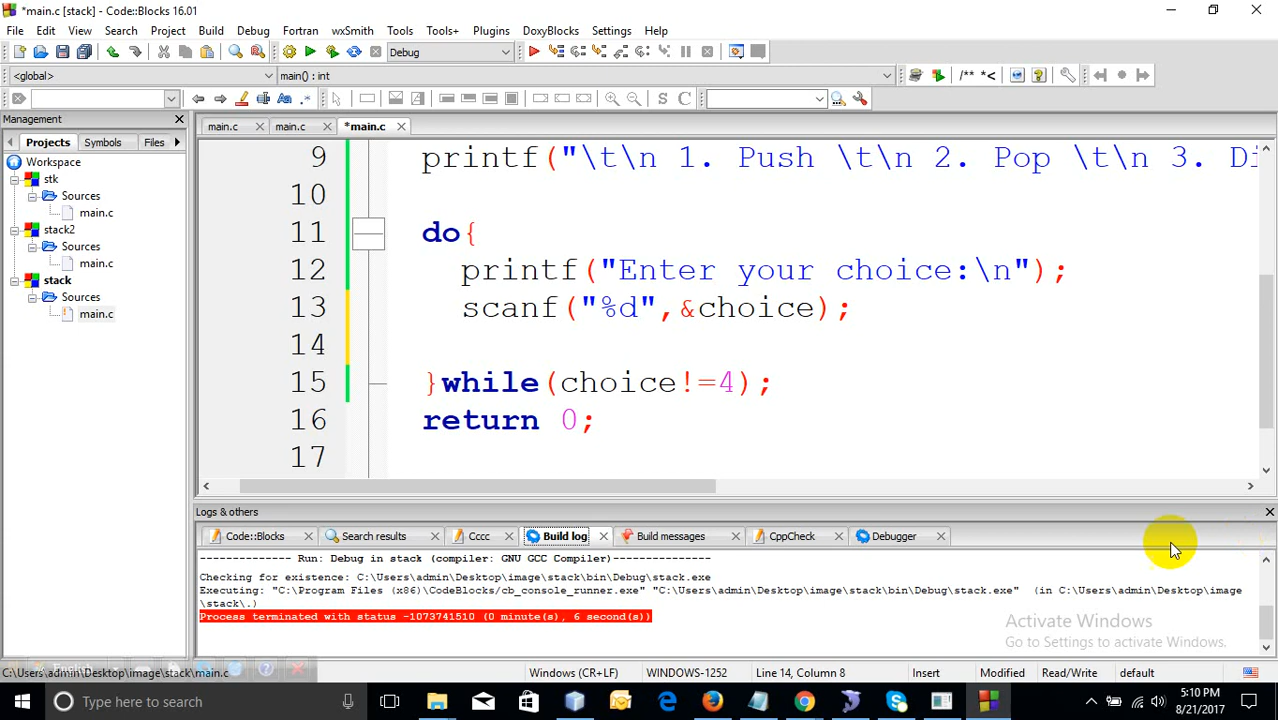 *main.c [stack] - Code::Blocks 16.01
File Edit View Search Project Build Debug Fortran wxSmith Tools Tools+ Plugins DoxyBlocks Settings Help
Debug
<global> main() : int /** *<
Aa .* S C
Management
Projects Symbols Files
main.c main.c *main.c
Workspace
stk
Sources
main.c
stack2
Sources
main.c
stack
Sources
main.c
9 printf("\t\n 1. Push \t\n 2. Pop \t\n 3. Di
10
11 do{
12 printf("Enter your choice:\n");
13 scanf("%d",&choice);
14
15 }while(choice!=4);
16 return 0;
17
Logs & others
Code::Blocks Search results Cccc Build log Build messages CppCheck Debugger
-------------- Run: Debug in stack (compiler: GNU GCC Compiler)---------------
Checking for existence: C:\Users\admin\Desktop\image\stack\bin\Debug\stack.exe
Executing: "C:\Program Files (x86)\CodeBlocks/cb_console_runner.exe" "C:\Users\admin\Desktop\image\stack\bin\Debug\stack.exe" (in C:\Users\admin\Desktop\image
\stack\.)
Process terminated with status -1073741510 (0 minute(s), 6 second(s))
Activate Windows
Go to Settings to activate Windows.
C:\Users\admin\Desktop\image\stack\main.c Windows (CR+LF) WINDOWS-1252 Line 14, Column 8 Insert Modified Read/Write default
Type here to search
5:10 PM
8/21/2017